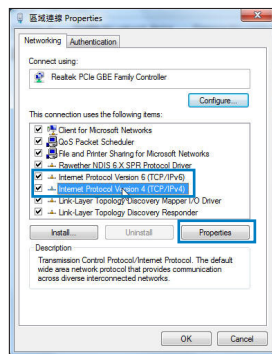 區域連線 Properties
Networking
Authentication
Connect using:
Realtek PCIe GBE Family Controller
Configure...
This connection uses the following items:
Client for Microsoft Networks
QoS Packet Scheduler
File and Printer Sharing for Microsoft Networks
Rawether NDIS 6.X SPR Protocol Driver
Internet Protocol Version 6 (TCP/IPv6)
Internet Protocol Version 4 (TCP/IPv4)
Link-Layer Topology Discovery Mapper I/O Driver
Link-Layer Topology Discovery Responder
Install...
Uninstall
Properties
Description
Transmission Control Protocol/Internet Protocol. The default
wide area network protocol that provides communication
across diverse interconnected networks.
OK
Cancel